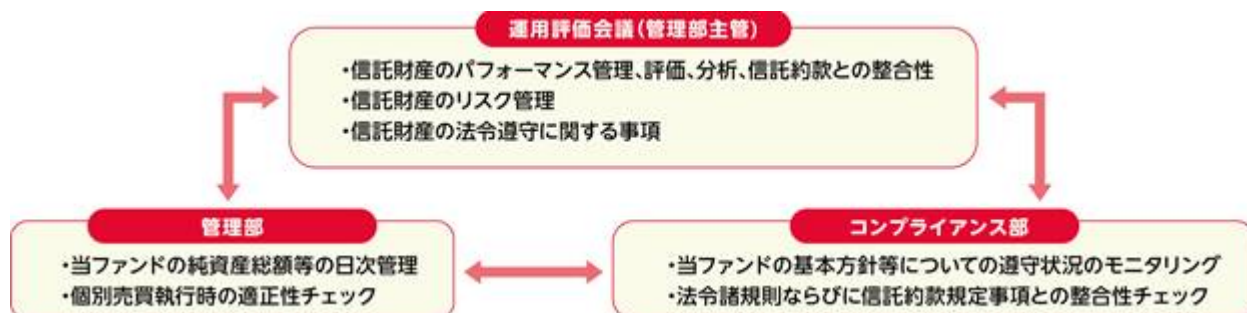 運用評価会議(管理部主管)
・信託財産のパフォーマンス管理、評価、分析、信託約款との整合性
・信託財産のリスク管理
・信託財産の法令遵守に関する事項
管理部
・当ファンドの純資産総額等の日次管理
・個別売買執行時の適正性チェック
コンプライアンス部
・当ファンドの基本方針等についての遵守状況のモニタリング
・法令諸規則ならびに信託約款規定事項との整合性チェック